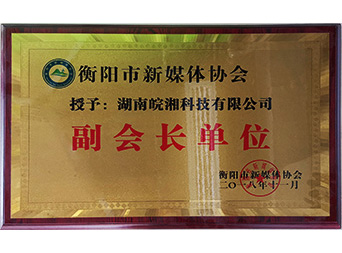 衡阳市新媒体协会
授予：湖南皖湘科技有限公司
副会长单位
衡阳市新媒体协会
二〇一八年十一月